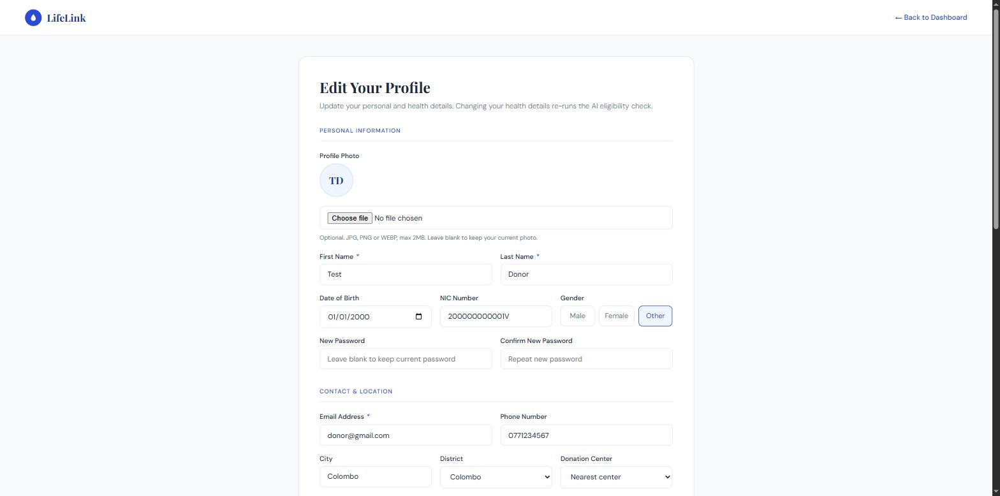 LifeLink
← Back to Dashboard
Edit Your Profile
Update your personal and health details. Changing your health details re-runs the AI eligibility check.
PERSONAL INFORMATION
Profile Photo
TD
Choose file No file chosen
Optional. JPG, PNG or WEBP, max 2MB. Leave blank to keep your current photo.
First Name * Last Name *
Test Donor
Date of Birth NIC Number Gender
01/01/2000 200000000001V Male Female Other
New Password Confirm New Password
Leave blank to keep current password Repeat new password
CONTACT & LOCATION
Email Address * Phone Number
donor@gmail.com 0771234567
City District Donation Center
Colombo Colombo Nearest center